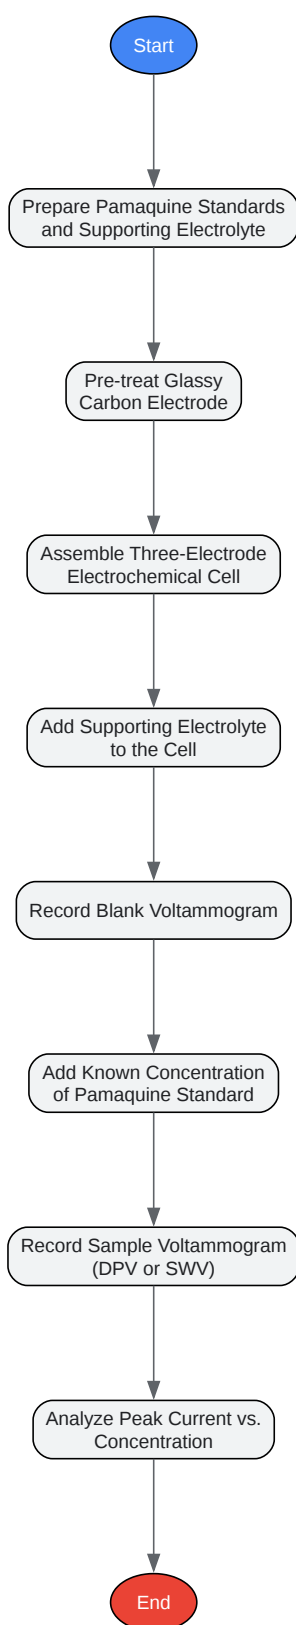 Start
Prepare Pamaquine Standards
and Supporting Electrolyte
Pre-treat Glassy
Carbon Electrode
Assemble Three-Electrode
Electrochemical Cell
Add Supporting Electrolyte
to the Cell
Record Blank Voltammogram
Add Known Concentration
of Pamaquine Standard
Record Sample Voltammogram
(DPV or SWV)
Analyze Peak Current vs.
Concentration
End